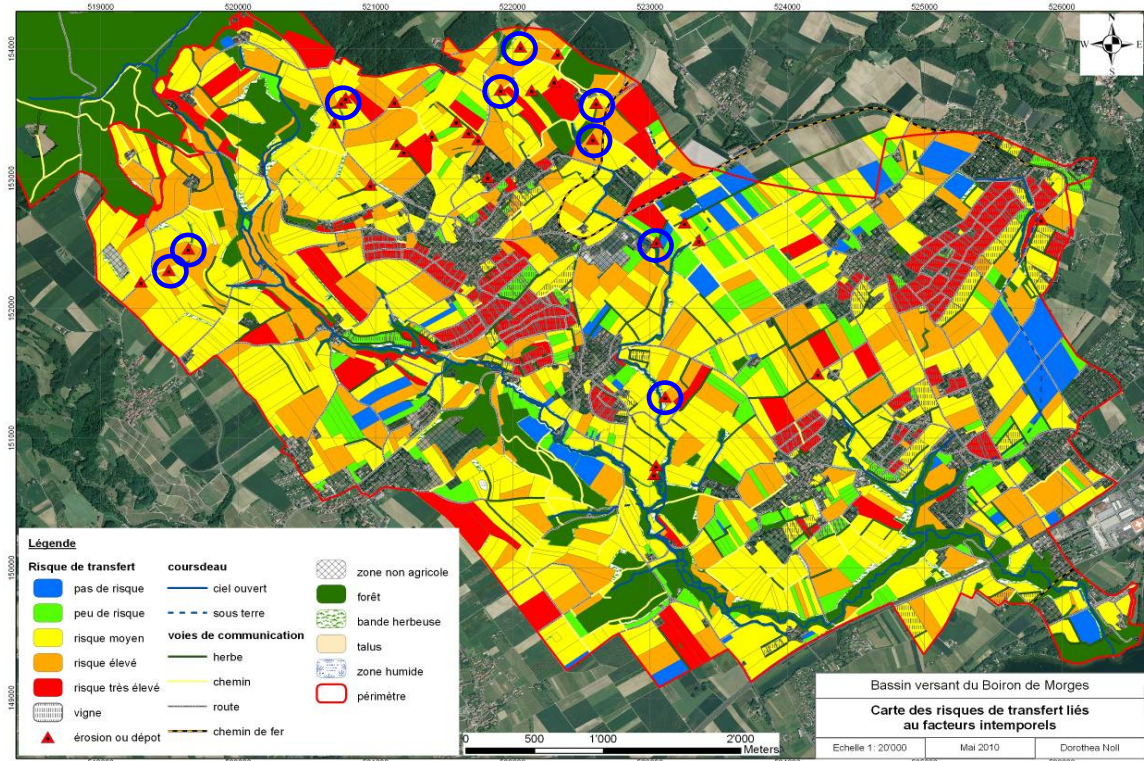 519000 520000 521000 522000 523000 524000 525000 526000
N
W E
S
154000
153000
152000
151000
150000
149000
Légende
Risque de transfert
pas de risque
peu de risque
risque moyen
risque élevé
risque très élevé
vigne
érosion ou dépot
coursdeau
ciel ouvert
sous terre
voies de communication
herbe
chemin
route
chemin de fer
zone non agricole
forêt
bande herbeuse
talus
zone humide
périmètre
0 500 1'000 2'000
Meters
Bassin versant du Boiron de Morges
Carte des risques de transfert liés
au facteurs intemporels
Echelle 1: 20'000 Mai 2010 Dorothea Noll